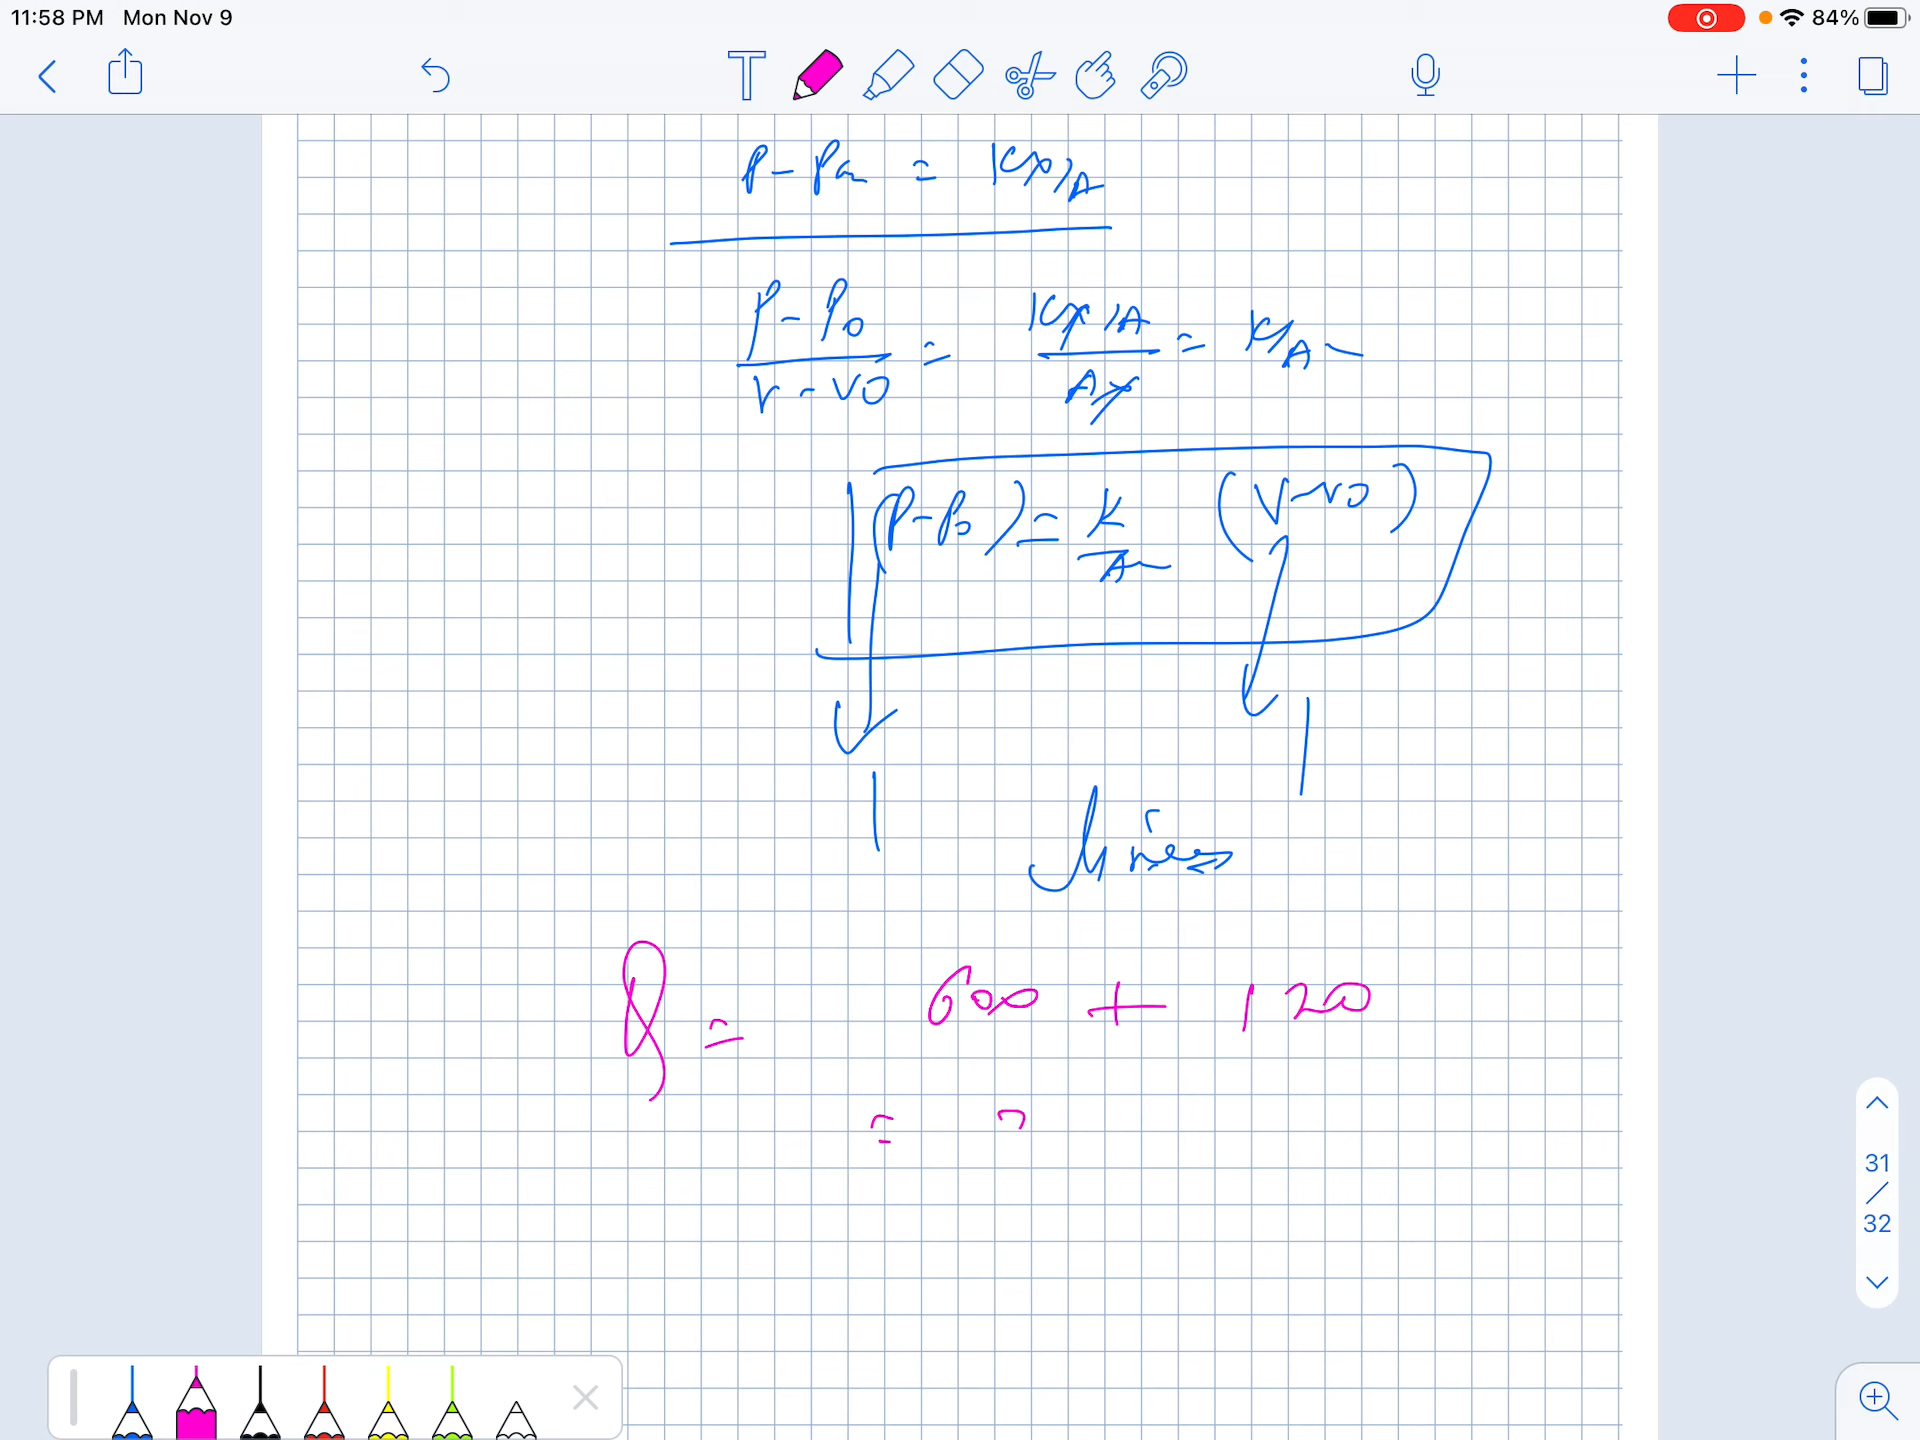 11:58 PM Mon Nov 9
84%
T
P - Pa = Kx/A
P - P0 / V - V0 = Kx/A / Ax = K/A²
(P - P0) = K/A² (V - V0)
linear
Q = 600 + 120
=
31
/
32